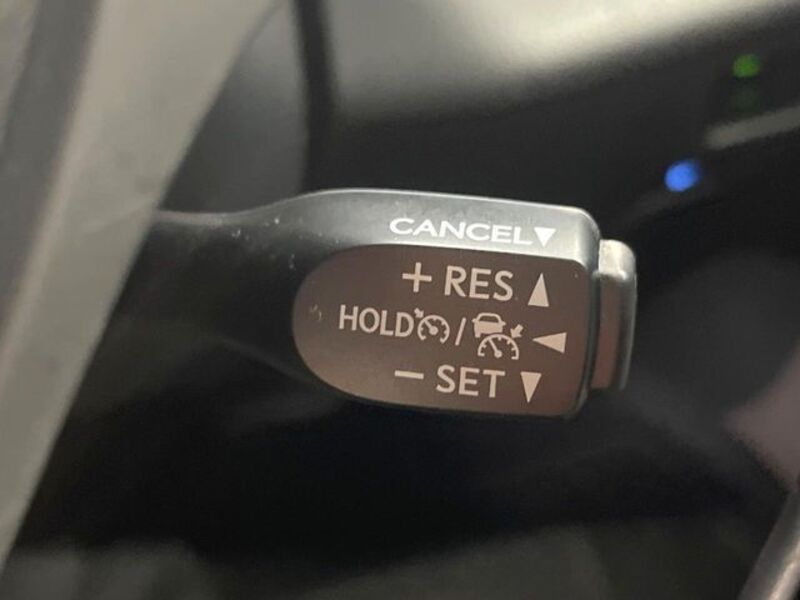 CANCEL▼
+ RES ▲
HOLD / ◀
− SET ▼